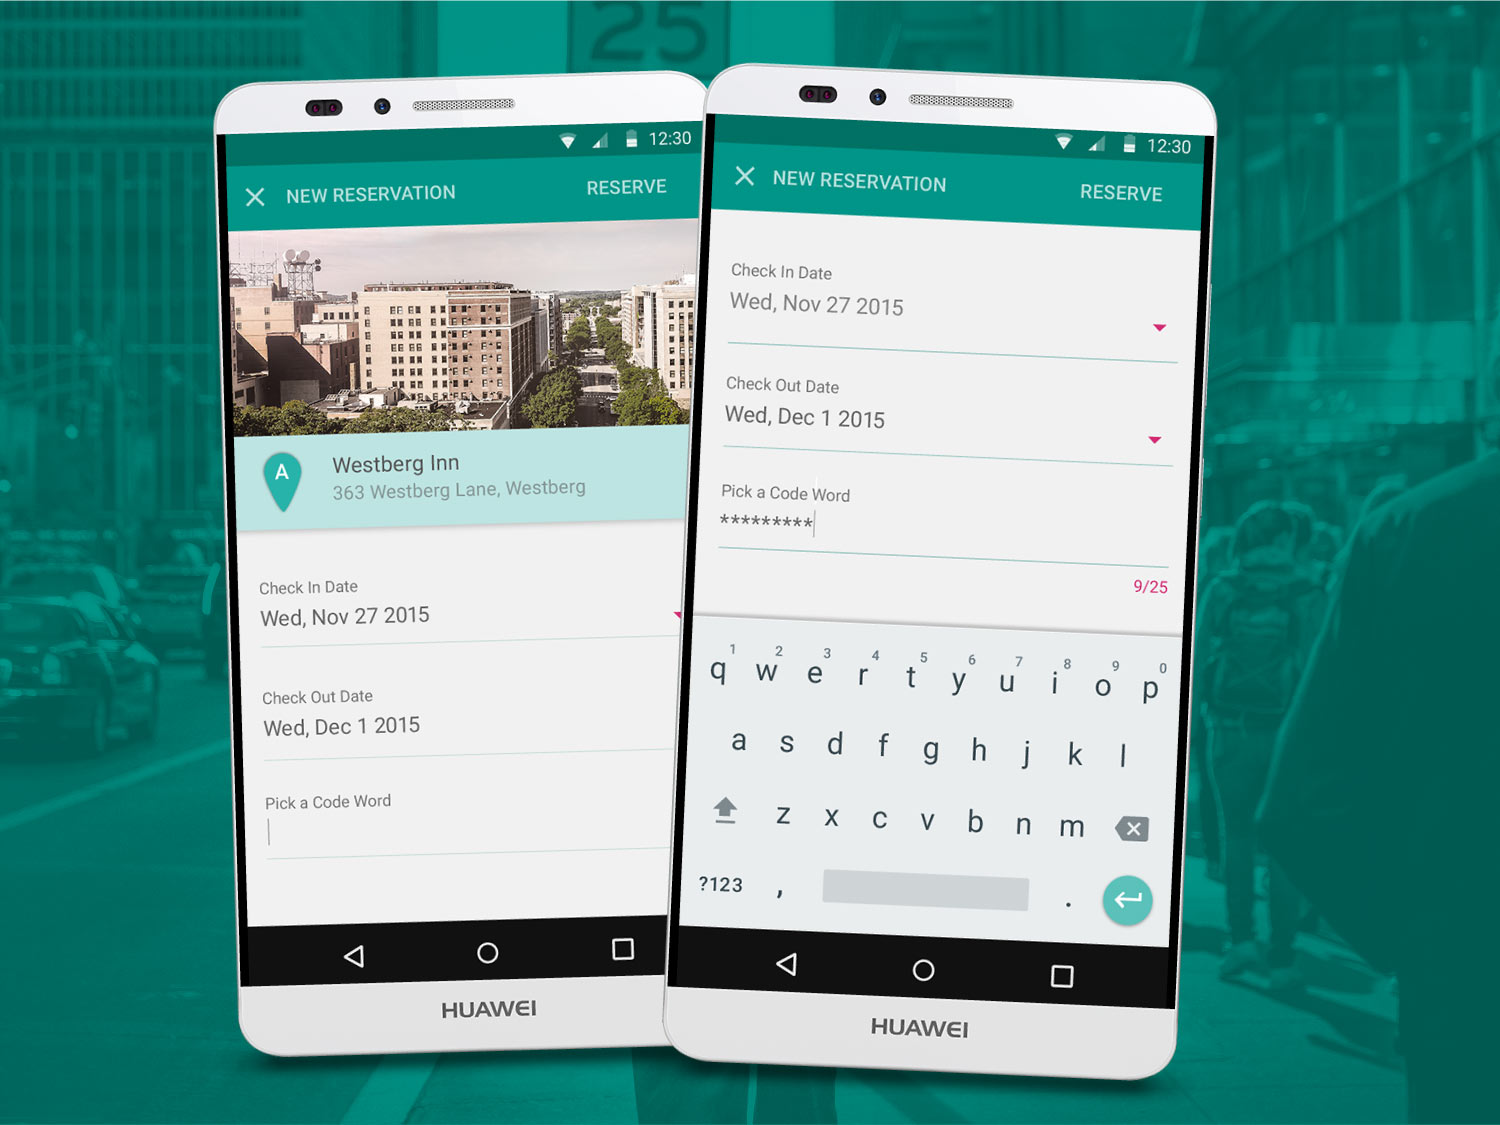 25
12:30
NEW RESERVATION
RESERVE
A
Westberg Inn
363 Westberg Lane, Westberg
Check In Date
Wed, Nov 27 2015
Check Out Date
Wed, Dec 1 2015
Pick a Code Word
HUAWEI
12:30
NEW RESERVATION
RESERVE
Check In Date
Wed, Nov 27 2015
Check Out Date
Wed, Dec 1 2015
Pick a Code Word
*********
9/25
1 2 3 4 5 6 7 8 9 0
q w e r t y u i o p
a s d f g h j k l
z x c v b n m
?123 , .
HUAWEI